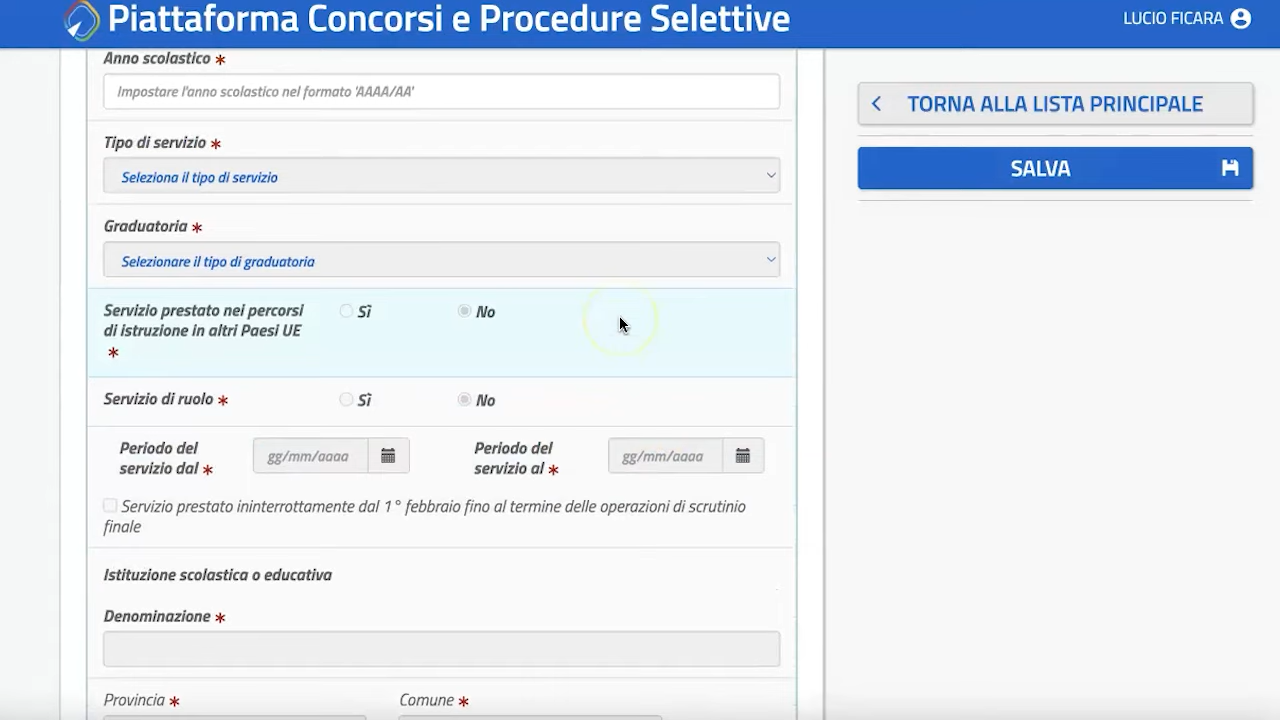 Piattaforma Concorsi e Procedure Selettive
LUCIO FICARA
Anno scolastico *
Impostare l'anno scolastico nel formato 'AAAA/AA'
Tipo di servizio *
Seleziona il tipo di servizio
Graduatoria *
Selezionare il tipo di graduatoria
Servizio prestato nei percorsi
di istruzione in altri Paesi UE
*
Sì
No
Servizio di ruolo *
Sì
No
Periodo del
servizio dal *
gg/mm/aaaa
Periodo del
servizio al *
gg/mm/aaaa
Servizio prestato ininterrottamente dal 1° febbraio fino al termine delle operazioni di scrutinio
finale
Istituzione scolastica o educativa
Denominazione *
Provincia *
Comune *
TORNA ALLA LISTA PRINCIPALE
SALVA